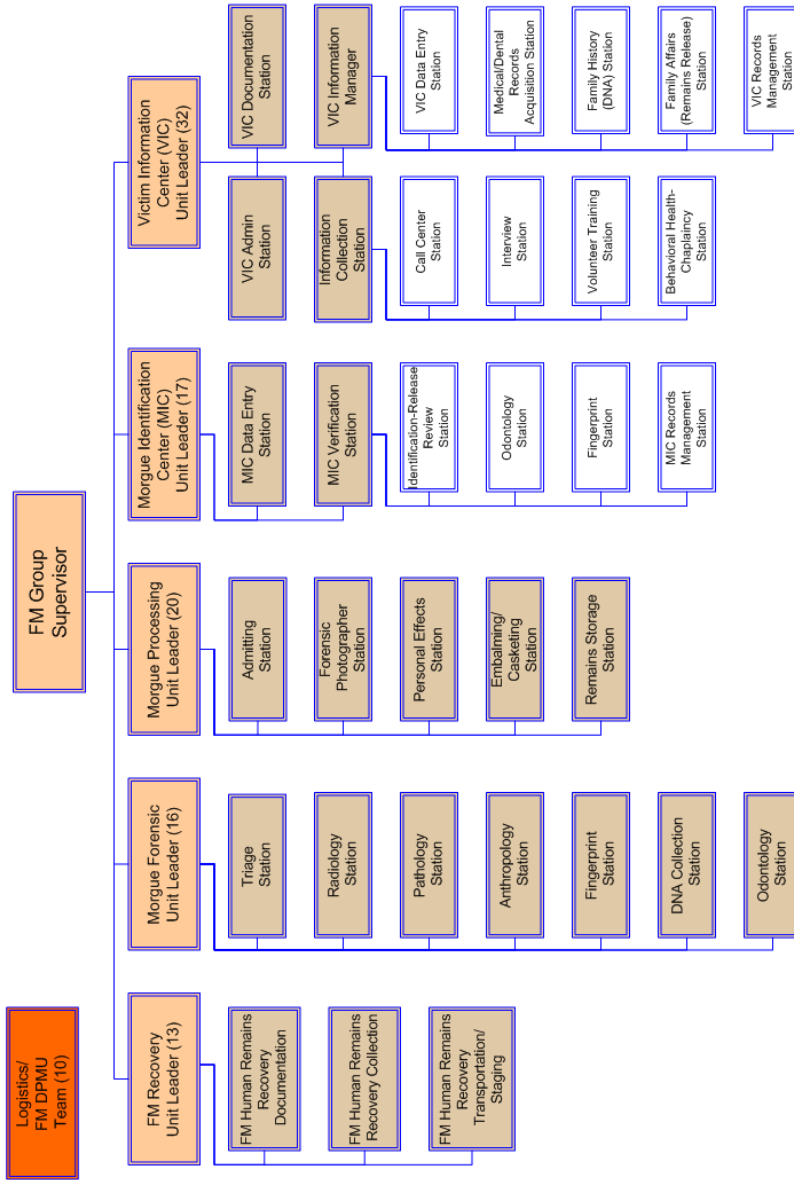 Logistics/
FM DPMU
Team (10)
FM Group
Supervisor
FM Recovery
Unit Leader (13)
FM Human Remains
Recovery
Documentation
FM Human Remains
Recovery Collection
FM Human Remains
Recovery
Transportation/
Staging
Morgue Forensic
Unit Leader (16)
Triage
Station
Radiology
Station
Pathology
Station
Anthropology
Station
Fingerprint
Station
DNA Collection
Station
Odontology
Station
Morgue Processing
Unit Leader (20)
Admitting
Station
Forensic
Photographer
Station
Personal Effects
Station
Embalming/
Casketing
Station
Remains Storage
Station
Morgue Identification
Center (MIC)
Unit Leader (17)
MIC Data Entry
Station
MIC Verification
Station
Identification-Release
Review
Station
Odontology
Station
Fingerprint
Station
MIC Records
Management
Station
Victim Information
Center (VIC)
Unit Leader (32)
VIC Admin
Station
VIC Documentation
Station
Information
Collection
Station
VIC Information
Manager
Call Center
Station
Interview
Station
Volunteer Training
Station
Behavioral Health-
Chaplaincy
Station
VIC Data Entry
Station
Medical/Dental
Records
Acquisition Station
Family History
(DNA) Station
Family Affairs
(Remains Release)
Station
VIC Records
Management
Station